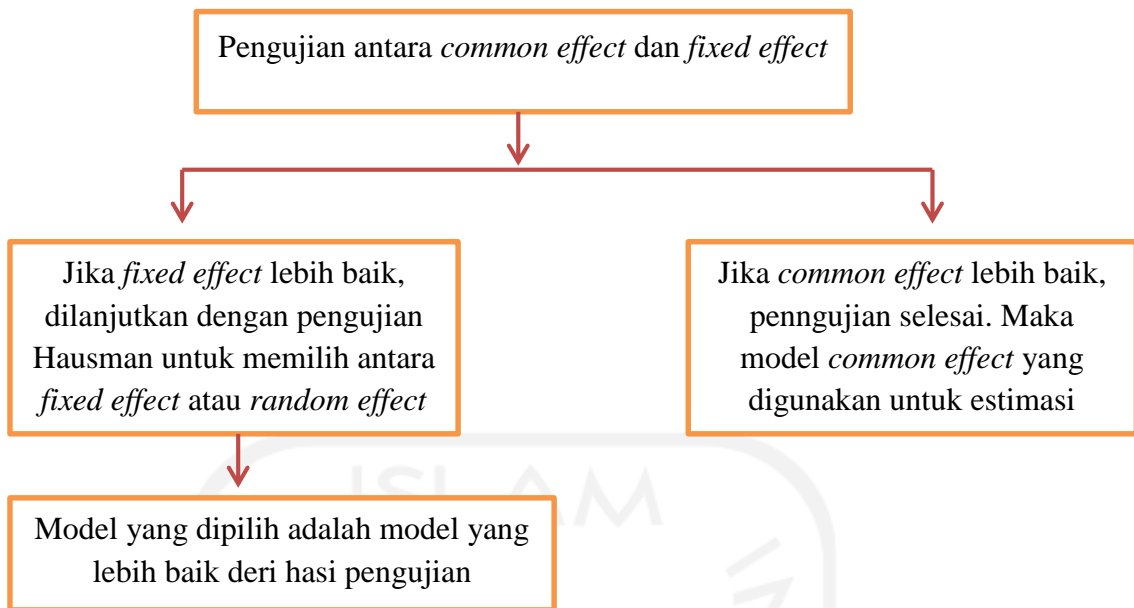 Pengujian antara common effect dan fixed effect
Jika fixed effect lebih baik,
dilanjutkan dengan pengujian
Hausman untuk memilih antara
fixed effect atau random effect
Jika common effect lebih baik,
penngujian selesai. Maka
model common effect yang
digunakan untuk estimasi
ISLAM
Model yang dipilih adalah model yang
lebih baik deri hasi pengujian